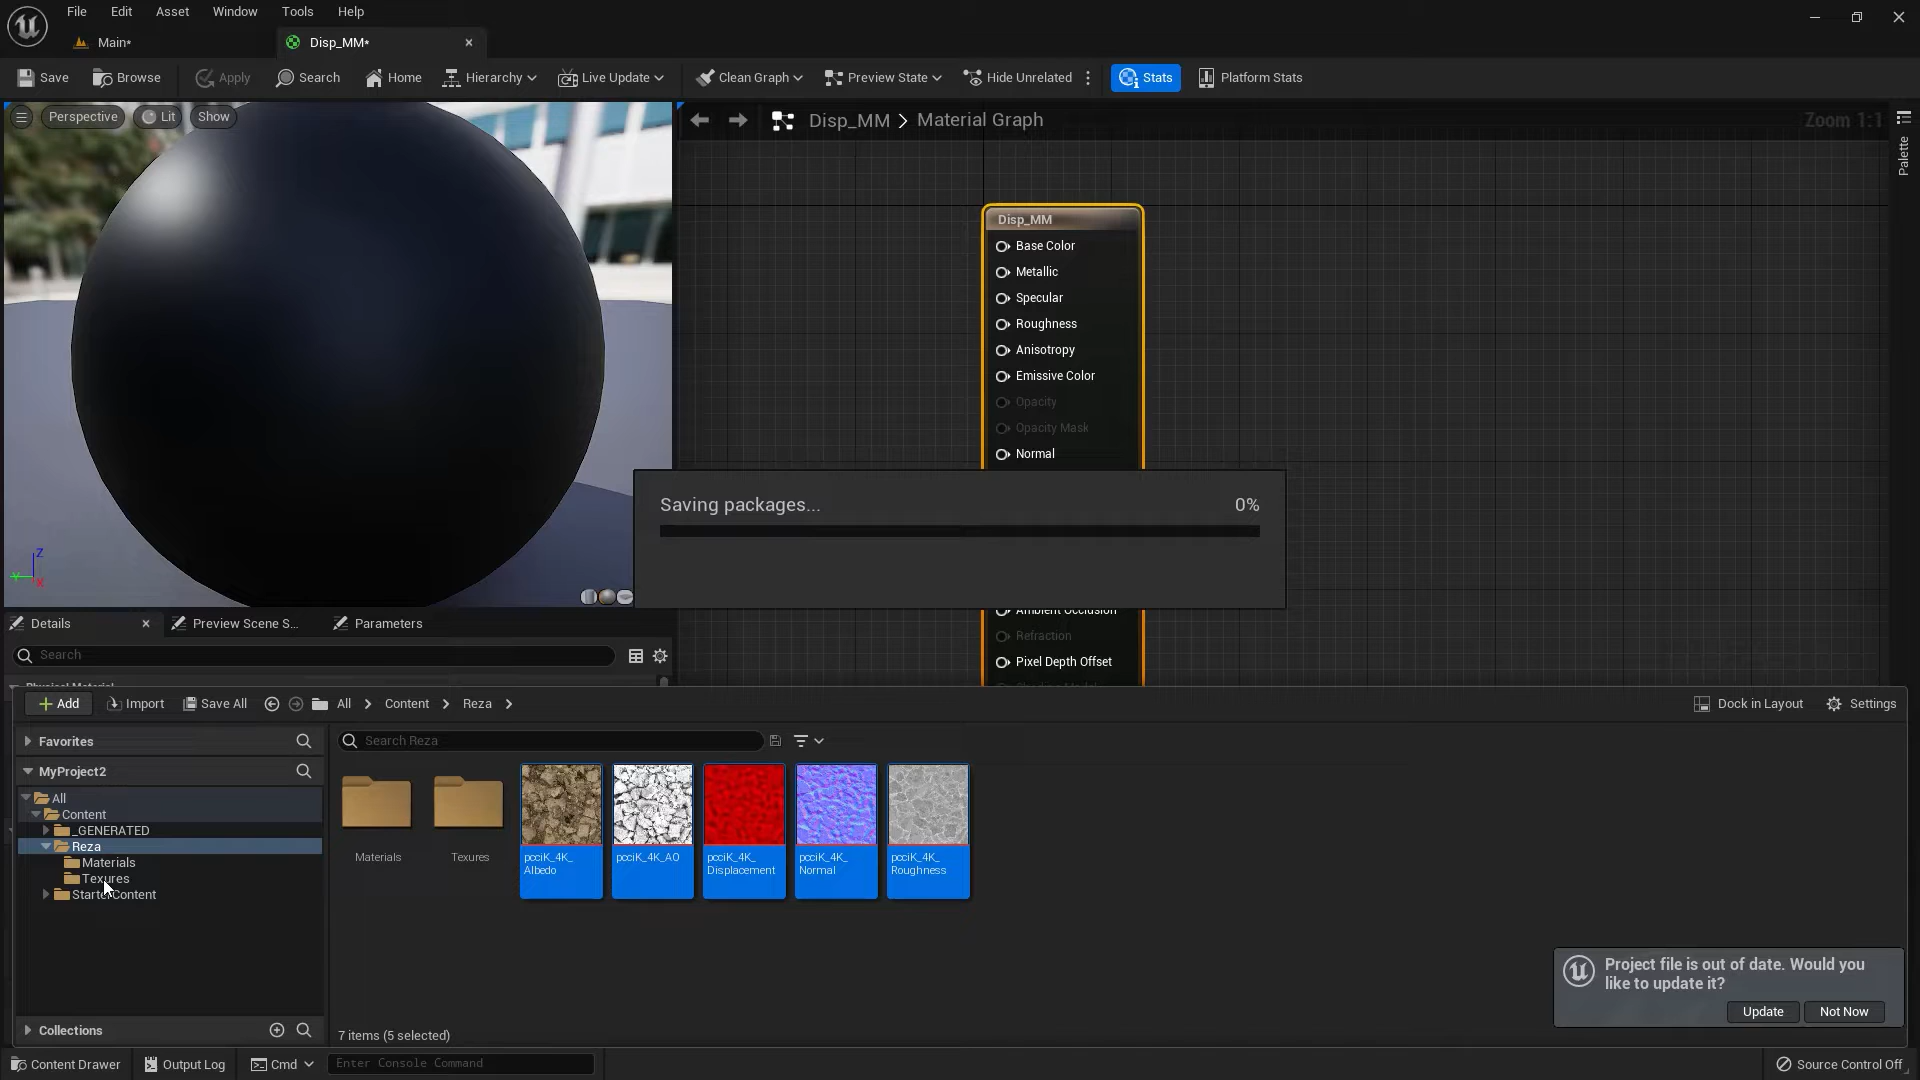 File Edit Asset Window Tools Help
Main* Disp_MM*
Save Browse Apply Search Home Hierarchy Live Update Clean Graph Preview State Hide Unrelated Stats Platform Stats
Perspective Lit Show
Disp_MM > Material Graph
Zoom 1:1
Palette
Disp_MM
Base Color
Metallic
Specular
Roughness
Anisotropy
Emissive Color
Opacity
Opacity Mask
Normal
Saving packages... 0%
Z
Y
X
Ambient Occlusion
Refraction
Pixel Depth Offset
Details Preview Scene S... Parameters
Search
Physical Material
Add Import Save All All > Content > Reza > Dock in Layout Settings
Favorites
Search Reza
MyProject2
All
Content
_GENERATED
Reza
Materials
Texures
StarterContent
Materials
Texures
pcciK_4K_
Albedo
pcciK_4K_AO
pcciK_4K_
Displacement
pcciK_4K_
Normal
pcciK_4K_
Roughness
Project file is out of date. Would you
like to update it?
Update Not Now
Collections
7 items (5 selected)
Content Drawer Output Log Cmd Enter Console Command Source Control Off